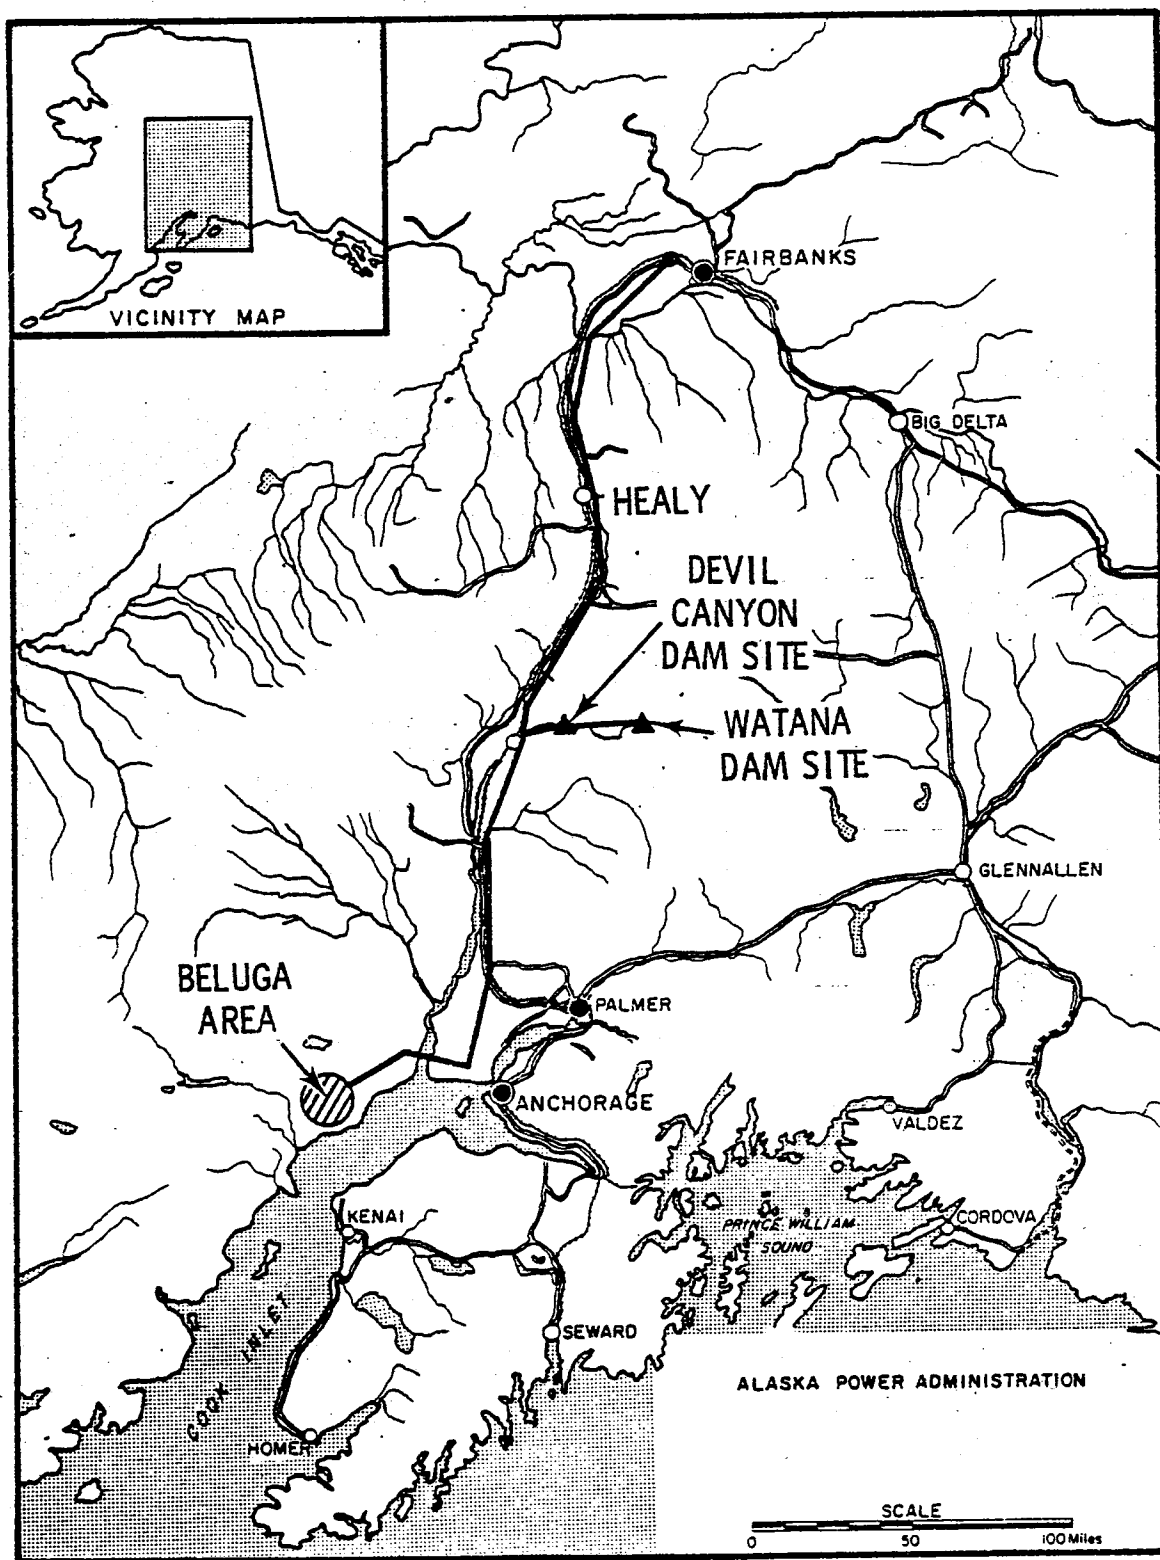 VICINITY MAP
FAIRBANKS
BIG DELTA
HEALY
DEVIL
CANYON
DAM SITE
WATANA
DAM SITE
GLENNALLEN
BELUGA
AREA
PALMER
ANCHORAGE
VALDEZ
KENAI
CORDOVA
PRINCE WILLIAM
SOUND
COOK INLET
SEWARD
HOMER
ALASKA POWER ADMINISTRATION
SCALE
0 50 100 Miles